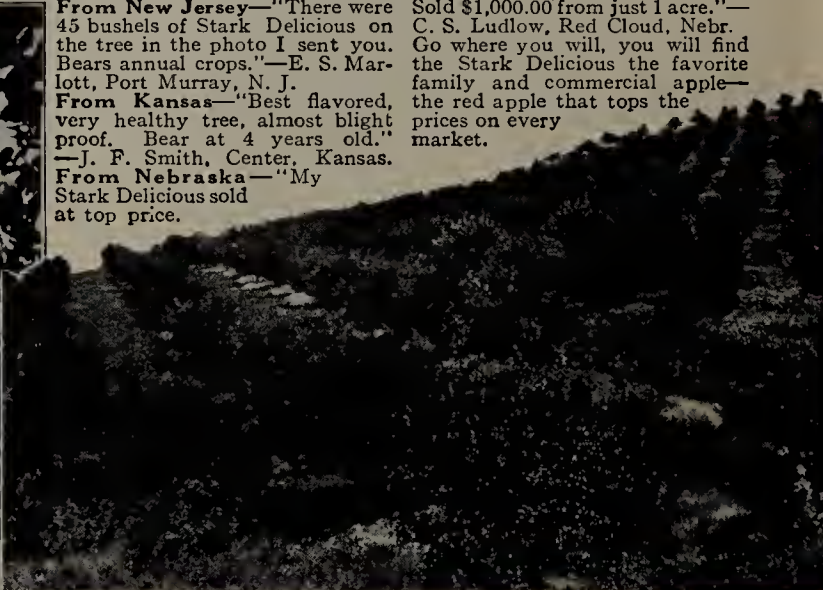 From New Jersey—"There were
45 bushels of Stark Delicious on
the tree in the photo I sent you.
Bears annual crops."—E. S. Mar-
lott, Port Murray, N. J.
From Kansas—"Best flavored,
very healthy tree, almost blight
proof. Bear at 4 years old."
—J. F. Smith, Center, Kansas.
From Nebraska—"My
Stark Delicious sold
at top price.
Sold $1,000.00 from just 1 acre."—
C. S. Ludlow, Red Cloud, Nebr.
Go where you will, you will find
the Stark Delicious the favorite
family and commercial apple—
the red apple that tops the
prices on every
market.